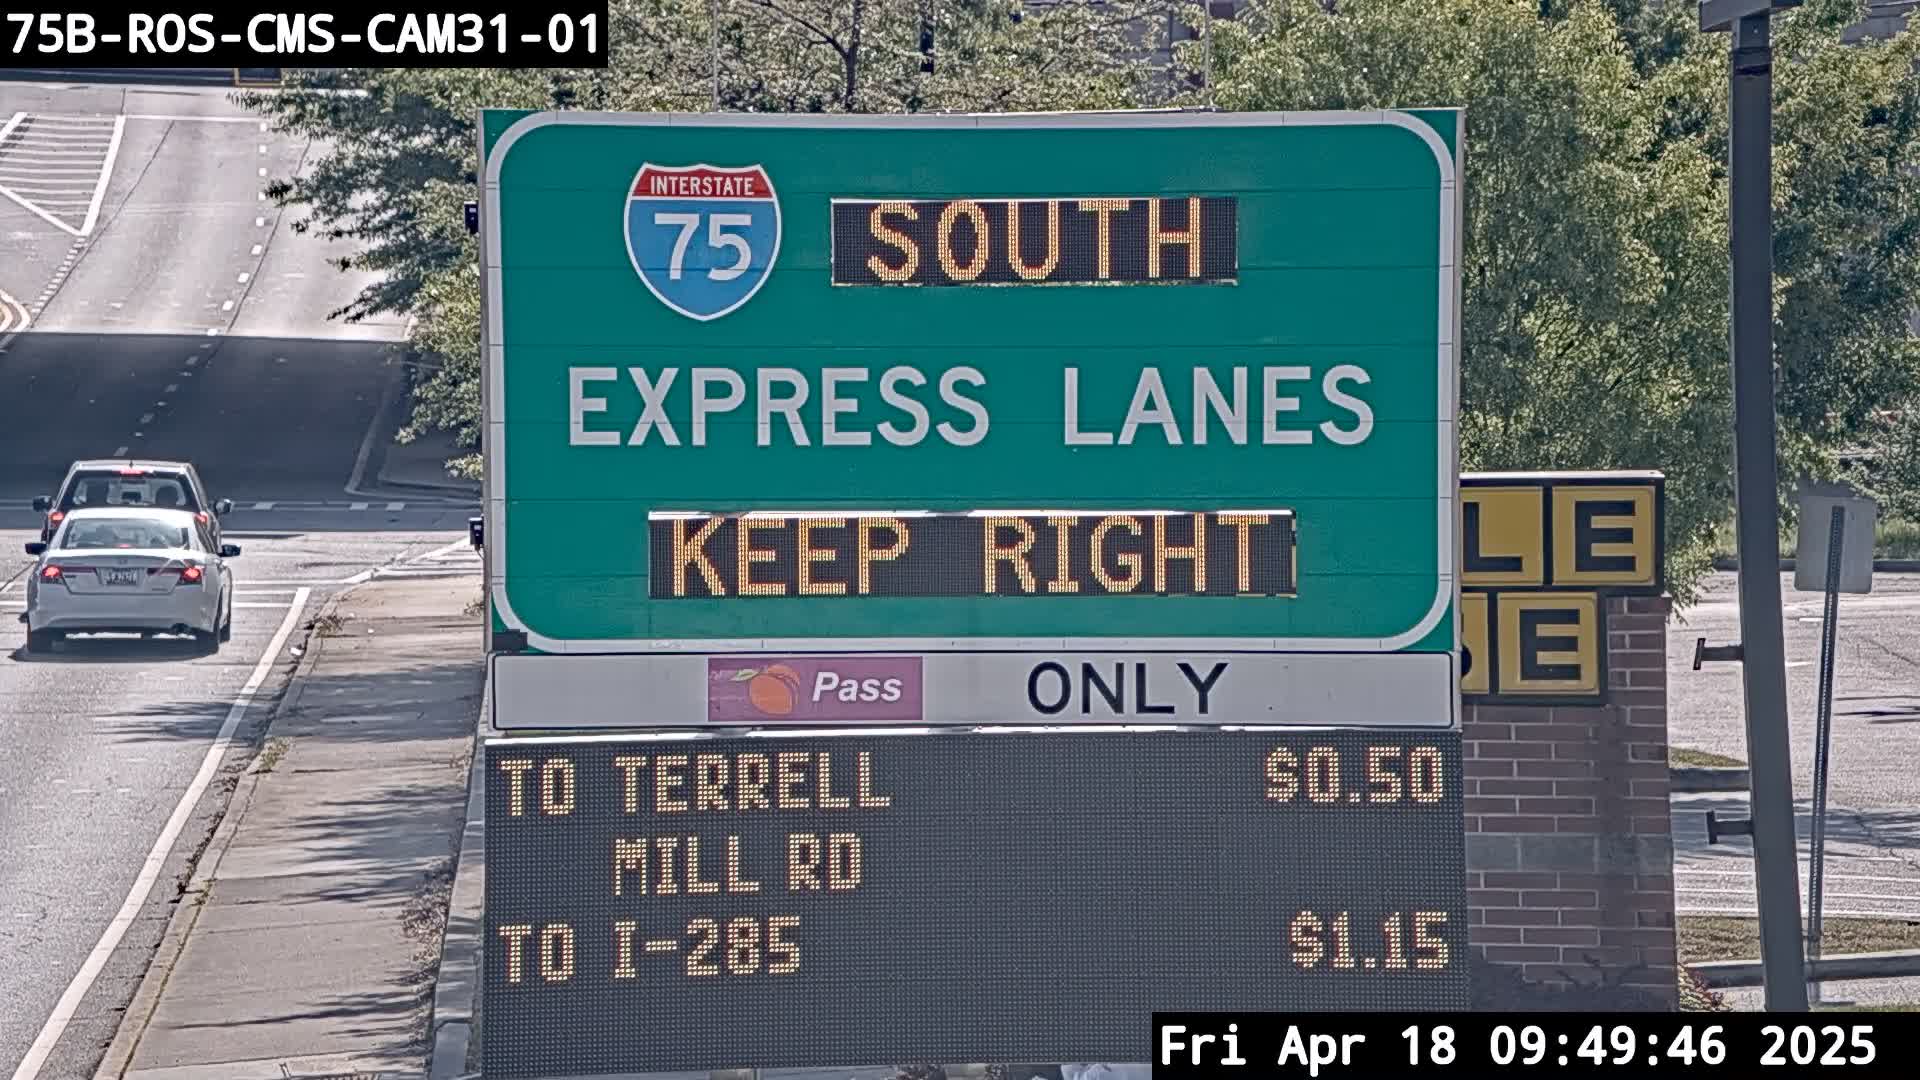 75B-ROS-CMS-CAM31-01
INTERSTATE
75
SOUTH
EXPRESS LANES
KEEP RIGHT
LE
E
Pass ONLY
TO TERRELL $0.50
MILL RD
TO I-285 $1.15
Fri Apr 18 09:49:46 2025